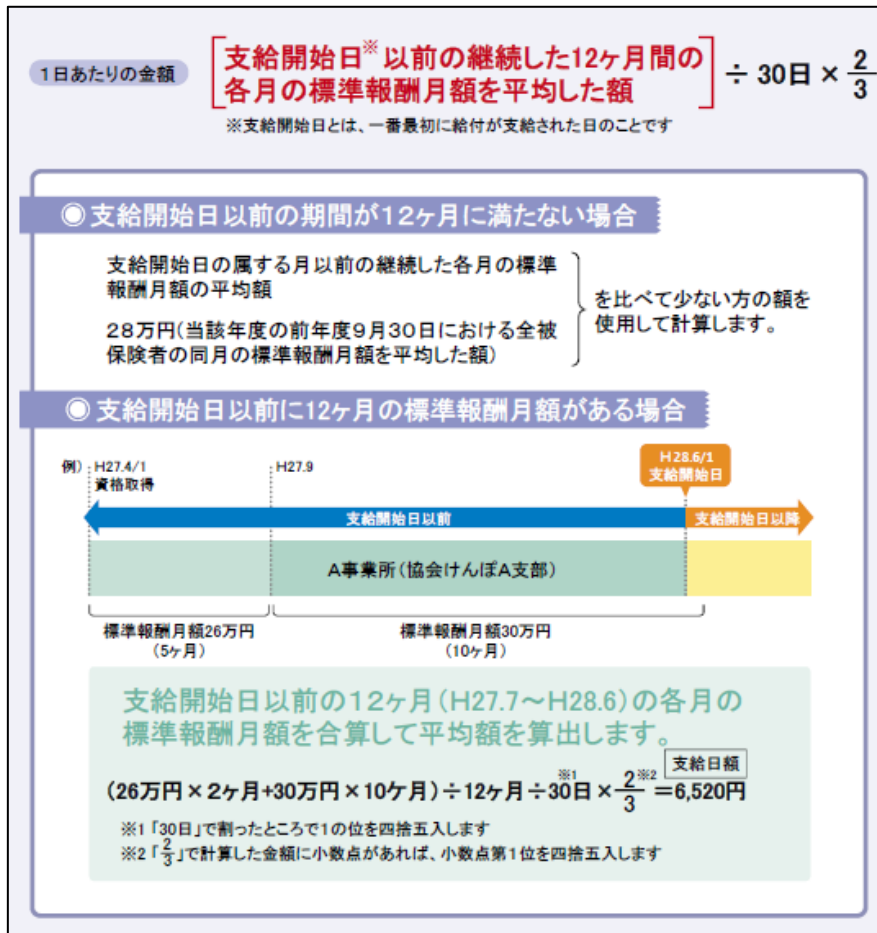 1日あたりの金額
支給開始日※以前の継続した12ヶ月間の
各月の標準報酬月額を平均した額
÷ 30日 × 2/3
※支給開始日とは、一番最初に給付が支給された日のことです
◎支給開始日以前の期間が12ヶ月に満たない場合
支給開始日の属する月以前の継続した各月の標準
報酬月額の平均額
28万円(当該年度の前年度9月30日における全被
保険者の同月の標準報酬月額を平均した額)
を比べて少ない方の額を
使用して計算します。
◎支給開始日以前に12ヶ月の標準報酬月額がある場合
例)
H27.4/1
資格取得
H27.9
H28.6/1
支給開始日
支給開始日以前
支給開始日以降
A事業所(協会けんぽA支部)
標準報酬月額26万円
(5ヶ月)
標準報酬月額30万円
(10ヶ月)
支給開始日以前の12ヶ月(H27.7~H28.6)の各月の
標準報酬月額を合算して平均額を算出します。
支給日額
(26万円×2ヶ月+30万円×10ケ月)÷12ヶ月÷30日※1×2/3※2=6,520円
※1「30日」で割ったところで1の位を四捨五入します
※2「2/3」で計算した金額に小数点があれば、小数点第1位を四捨五入します